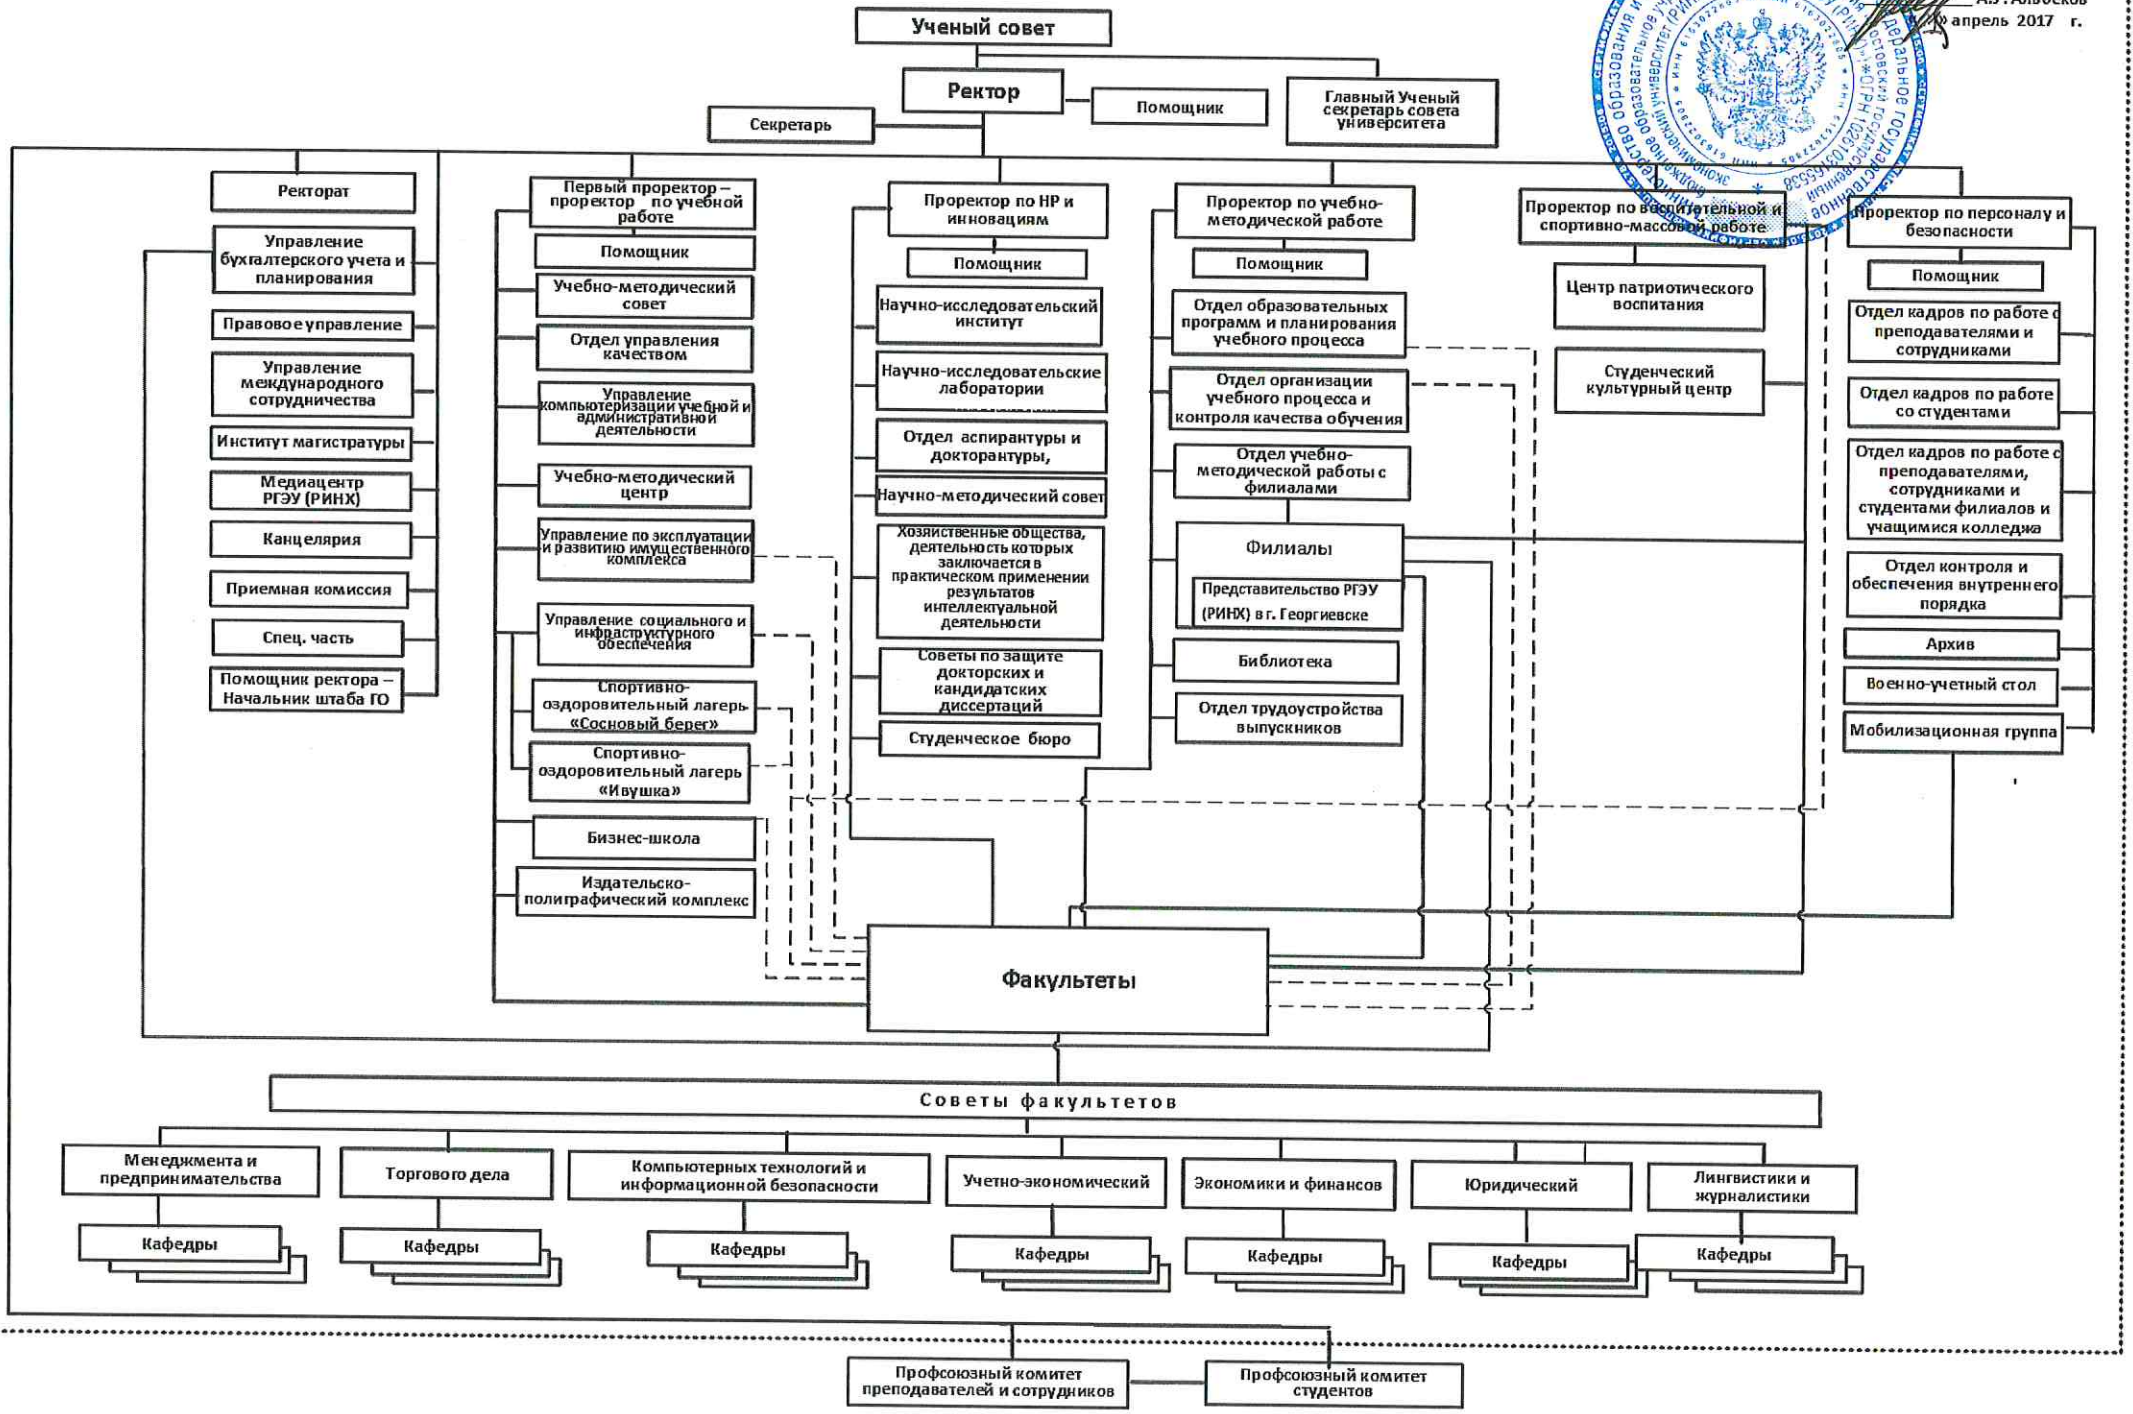 Ученый совет
апрель 2017 г.
Ректор
Помощник
Секретарь
Главный Ученый
секретарь совета
университета
Ректорат
Управление
бухгалтерского учета и
планирования
Правовое управление
Управление
международного
сотрудничества
Институт магистратуры
Медиацентр
РГЭУ (РИНХ)
Канцелярия
Приемная комиссия
Спец. часть
Помощник ректора –
Начальник штаба ГО
Первый проректор –
проректор по учебной
работе
Помощник
Учебно-методический
совет
Отдел управления
качеством
Управление
компьютеризации учебной и
административной
деятельности
Учебно-методический
центр
Управление по эксплуатации
и развитию имущественного
комплекса
Управление социального и
инфраструктурного
обеспечения
Спортивно-
оздоровительный лагерь
«Сосновый берег»
Спортивно-
оздоровительный лагерь
«Ивушка»
Бизнес-школа
Издательско-
полиграфический комплекс
Проректор по НР и
инновациям
Помощник
Научно-исследовательский
институт
Научно-исследовательские
лаборатории
Отдел аспирантуры и
докторантуры,
Научно-методический совет
Хозяйственные общества,
деятельность которых
заключается в
практическом применении
результатов
интеллектуальной
деятельности
Советы по защите
докторских и
кандидатских
диссертаций
Студенческое бюро
Проректор по учебно-
методической работе
Помощник
Отдел образовательных
программ и планирования
учебного процесса
Отдел организации
учебного процесса и
контроля качества обучения
Отдел учебно-
методической работы с
филиалами
Филиалы
Представительство РГЭУ
(РИНХ) в г. Георгиевске
Библиотека
Отдел трудоустройства
выпускников
Проректор по воспитательной и
спортивно-массовой работе
Центр патриотического
воспитания
Студенческий
культурный центр
Проректор по персоналу и
безопасности
Помощник
Отдел кадров по работе с
преподавателями и
сотрудниками
Отдел кадров по работе
со студентами
Отдел кадров по работе с
преподавателями,
сотрудниками и
студентами филиалов и
учащимися колледжа
Отдел контроля и
обеспечения внутреннего
порядка
Архив
Военно-учетный стол
Мобилизационная группа
Факультеты
Советы факультетов
Менеджмента и
предпринимательства
Торгового дела
Компьютерных технологий и
информационной безопасности
Учетно-экономический
Экономики и финансов
Юридический
Лингвистики и
журналистики
Кафедры
Кафедры
Кафедры
Кафедры
Кафедры
Кафедры
Кафедры
Профсоюзный комитет
преподавателей и сотрудников
Профсоюзный комитет
студентов